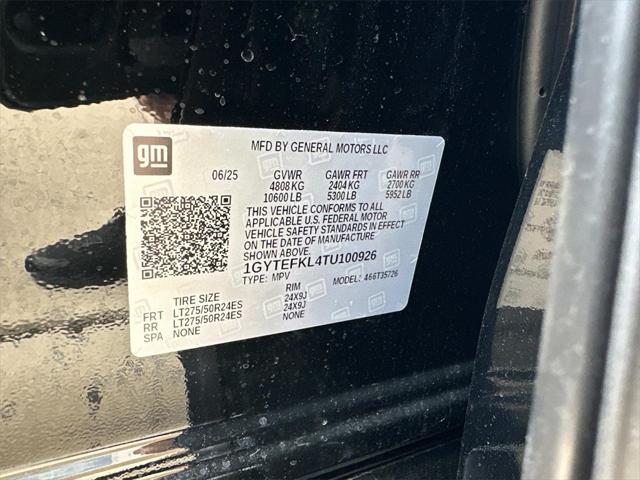 gm
MFD BY GENERAL MOTORS LLC
06/25 GVWR GAWR FRT GAWR RR
4808 KG 2404 KG 2700 KG
10600 LB 5300 LB 5952 LB
THIS VEHICLE CONFORMS TO ALL
APPLICABLE U.S. FEDERAL MOTOR
VEHICLE SAFETY STANDARDS IN EFFECT
ON THE DATE OF MANUFACTURE
SHOWN ABOVE.
1GYTEFKL4TU100926
TYPE: MPV MODEL: 466T35726
TIRE SIZE RIM
FRT LT275/50R24ES 24X9J
RR LT275/50R24ES 24X9J
SPA NONE NONE